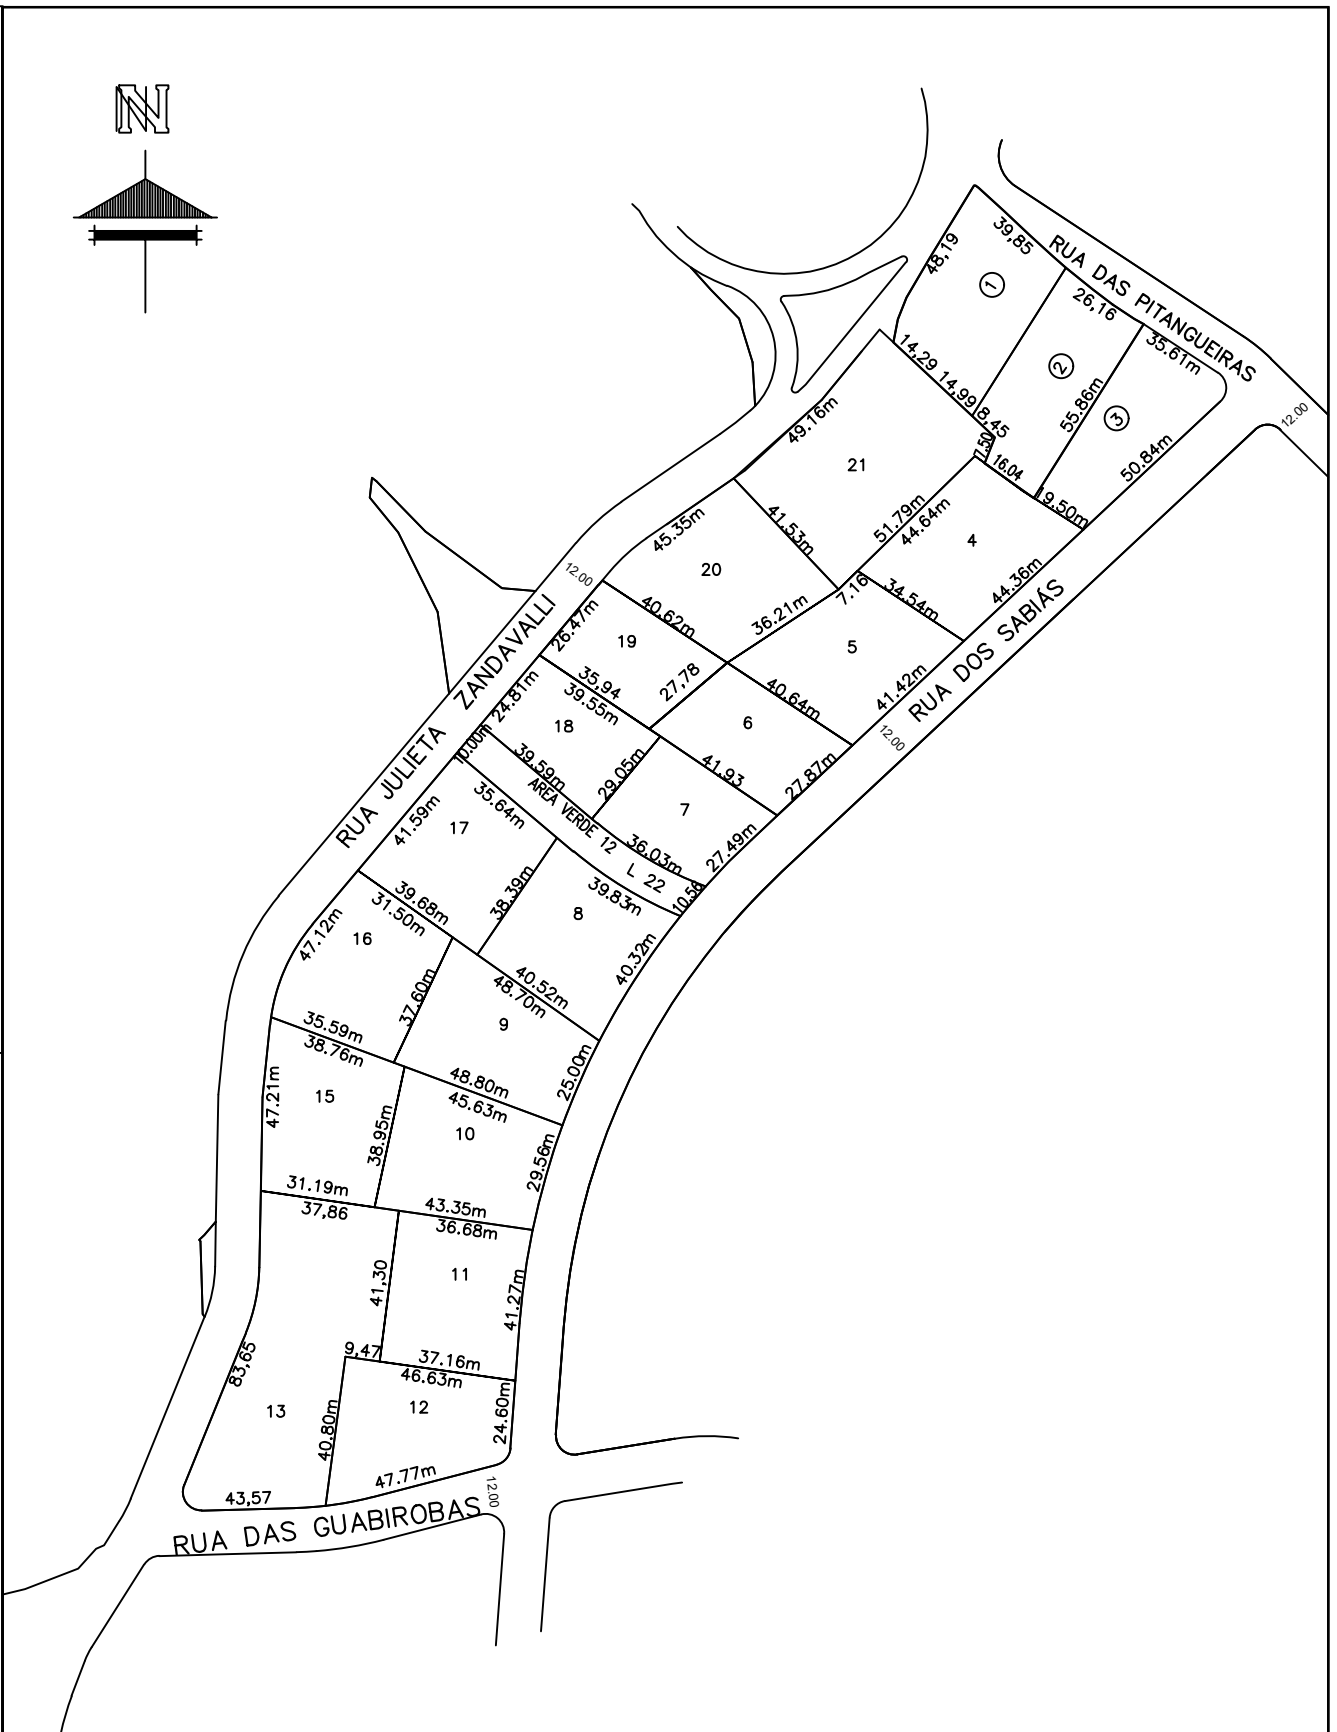 N
RUA DAS PITANGUEIRAS
12.00
39,85
48,19
1
26,16
2
35.61m
55.86m
3
50.84m
14,29
14,99
8,45
7.50
16.04
19.50m
49.16m
21
51.79m
44.64m
4
44.36m
41.53m
45.35m
20
36.21m
7.16
34.54m
5
41.42m
RUA DOS SABIÁS
12.00
12.00
40.62m
26.47m
19
35,94
27,78
40.64m
6
27.87m
RUA JULIETA ZANDAVALLI
24.81m
39.55m
18
39.59m
29.05m
41,93
7
27.49m
10.00m
AREA VERDE 12 L 22
36.03m
10.56
35.64m
41.59m
17
38.39m
39.83m
8
40.32m
39.68m
31.50m
47.12m
16
37.60m
40.52m
48.70m
9
25.00m
35.59m
38.76m
47.21m
15
38.95m
48.80m
45.63m
10
29.56m
31.19m
37,86
43.35m
36.68m
41,30
11
41.27m
83,65
9,47
37.16m
46.63m
13
40.80m
12
24.60m
43,57
47.77m
12.00
RUA DAS GUABIROBAS